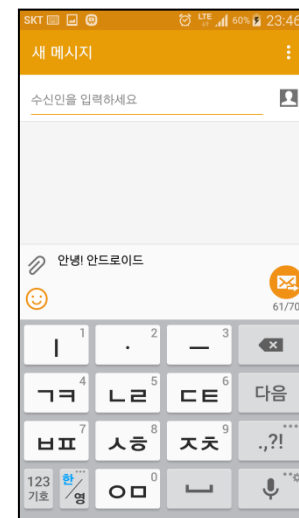 SKT LTE 60% 23:46
새 메시지
수신인을 입력하세요
안녕! 안드로이드
61/70
ㅣ 1 · 2 ㅡ 3
ㄱㅋ 4 ㄴㄹ 5 ㄷㅌ 6 다음
ㅂㅍ 7 ㅅㅎ 8 ㅈㅊ 9 .,?!
123 기호 한/영 ㅇㅁ 0